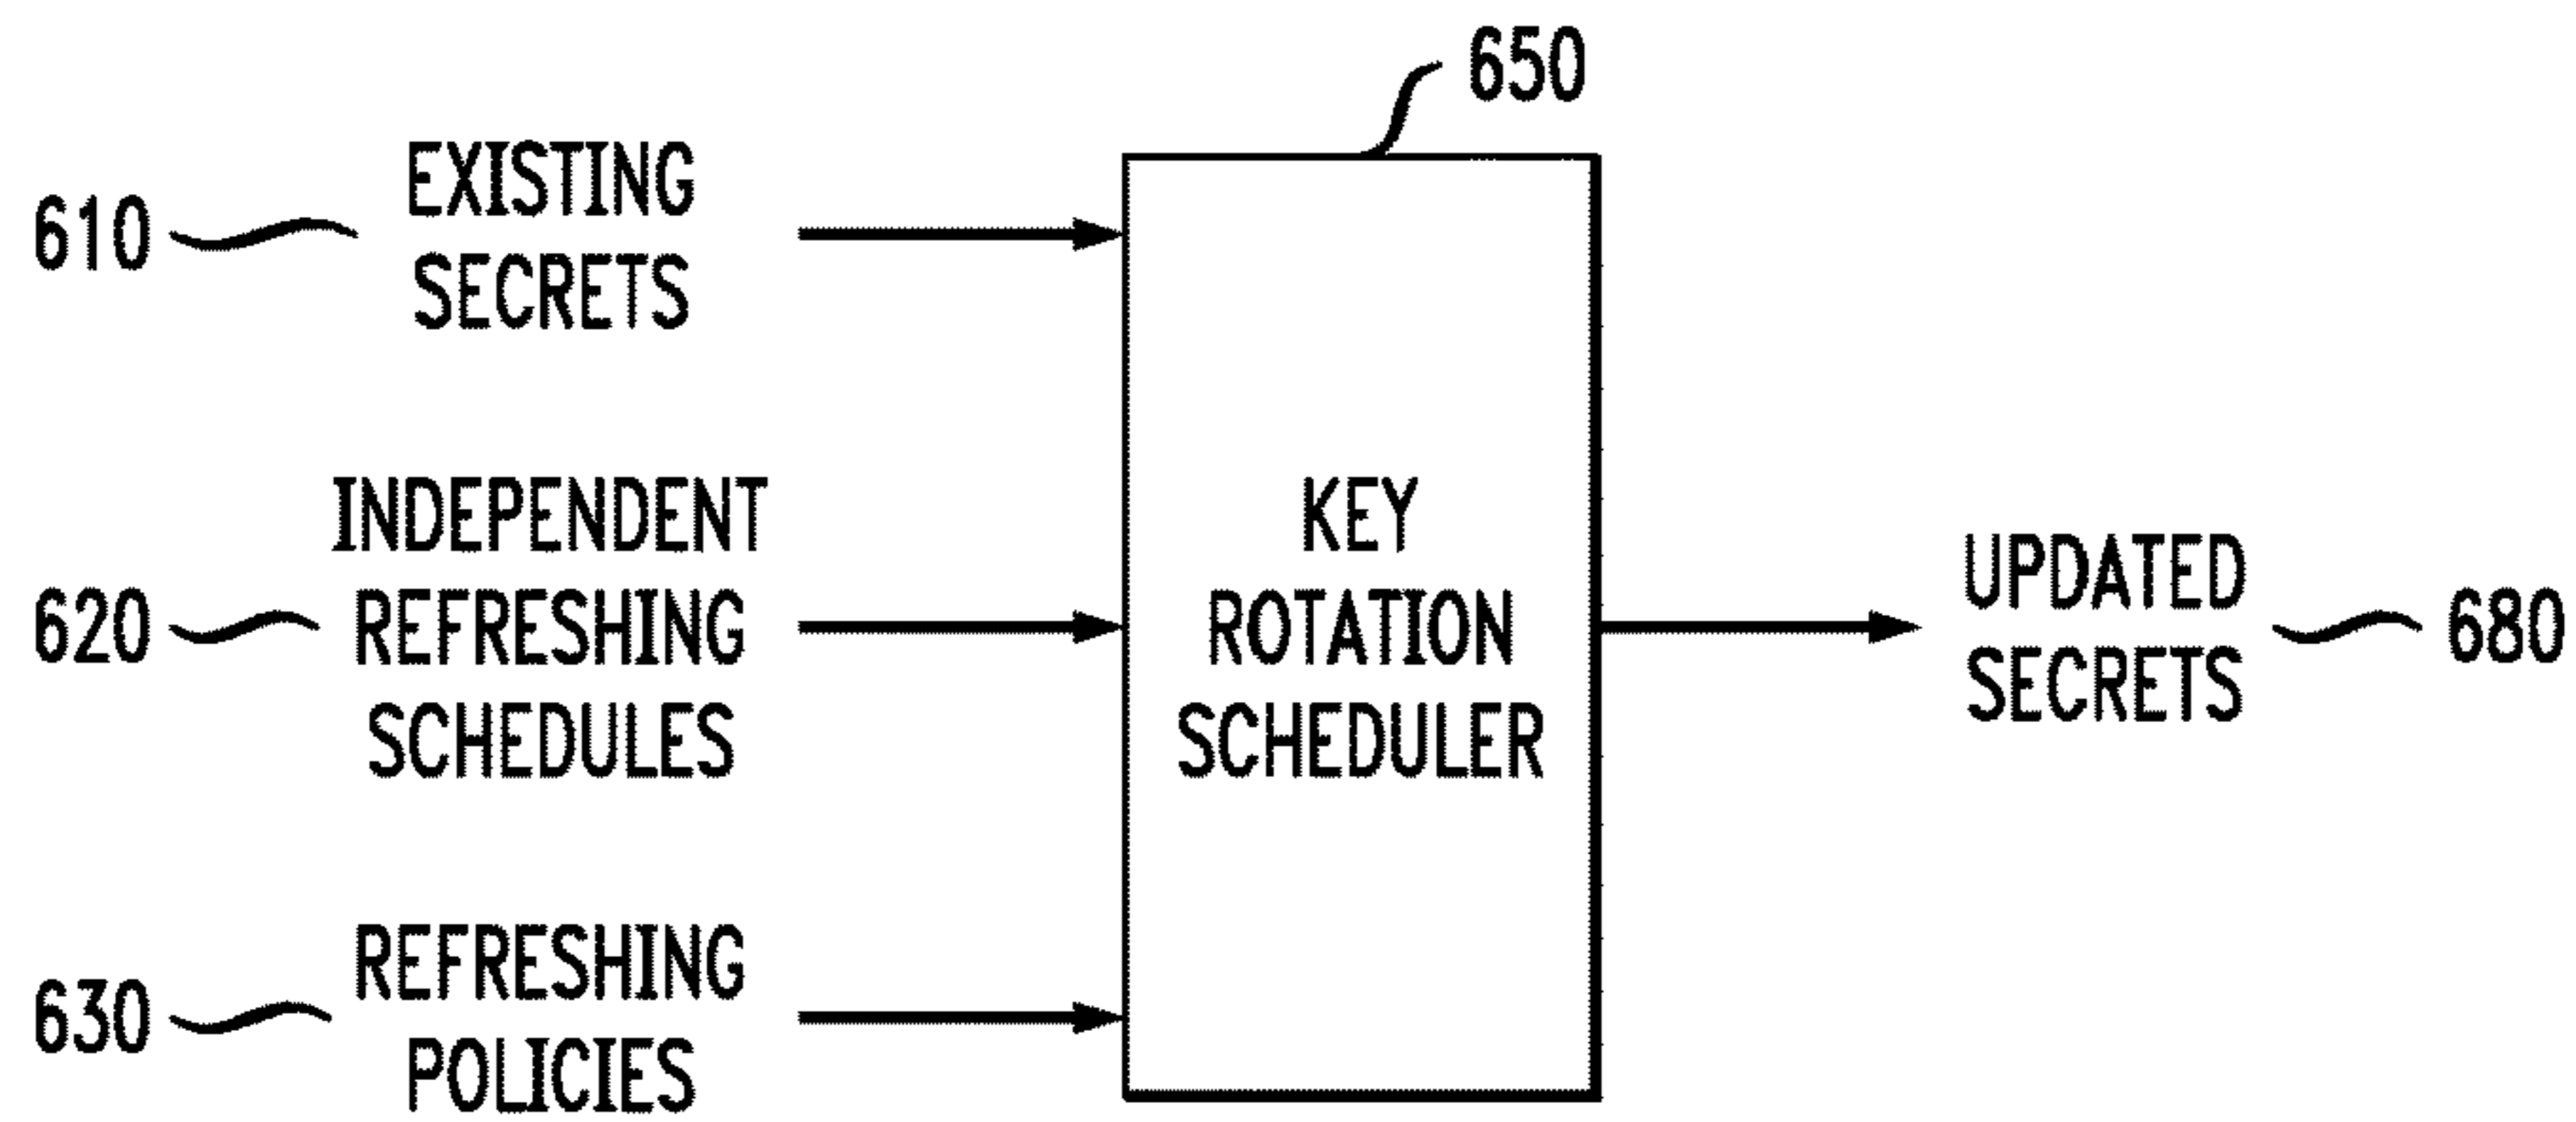 650
610
EXISTING
SECRETS
620
INDEPENDENT
REFRESHING
SCHEDULES
630
REFRESHING
POLICIES
KEY
ROTATION
SCHEDULER
UPDATED
SECRETS
680